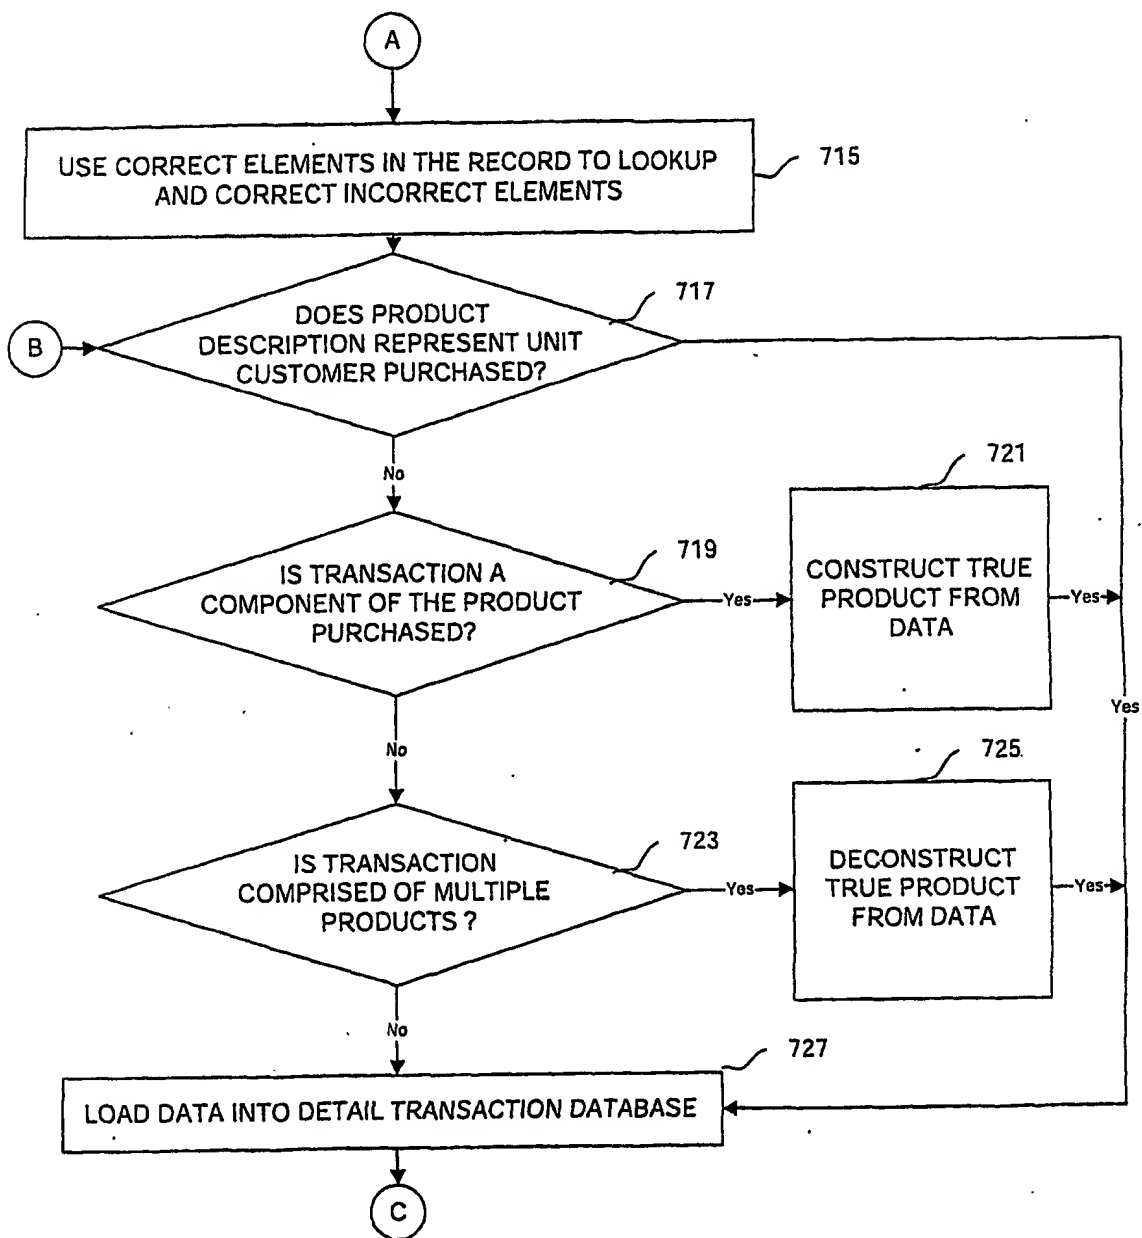 A
USE CORRECT ELEMENTS IN THE RECORD TO LOOKUP
AND CORRECT INCORRECT ELEMENTS
715
717
DOES PRODUCT
DESCRIPTION REPRESENT UNIT
CUSTOMER PURCHASED?
B
No
721
719
IS TRANSACTION A
COMPONENT OF THE PRODUCT
PURCHASED?
Yes
CONSTRUCT TRUE
PRODUCT FROM
DATA
Yes
Yes
No
725
723
IS TRANSACTION
COMPRISED OF MULTIPLE
PRODUCTS ?
Yes
DECONSTRUCT
TRUE PRODUCT
FROM DATA
Yes
No
727
LOAD DATA INTO DETAIL TRANSACTION DATABASE
C